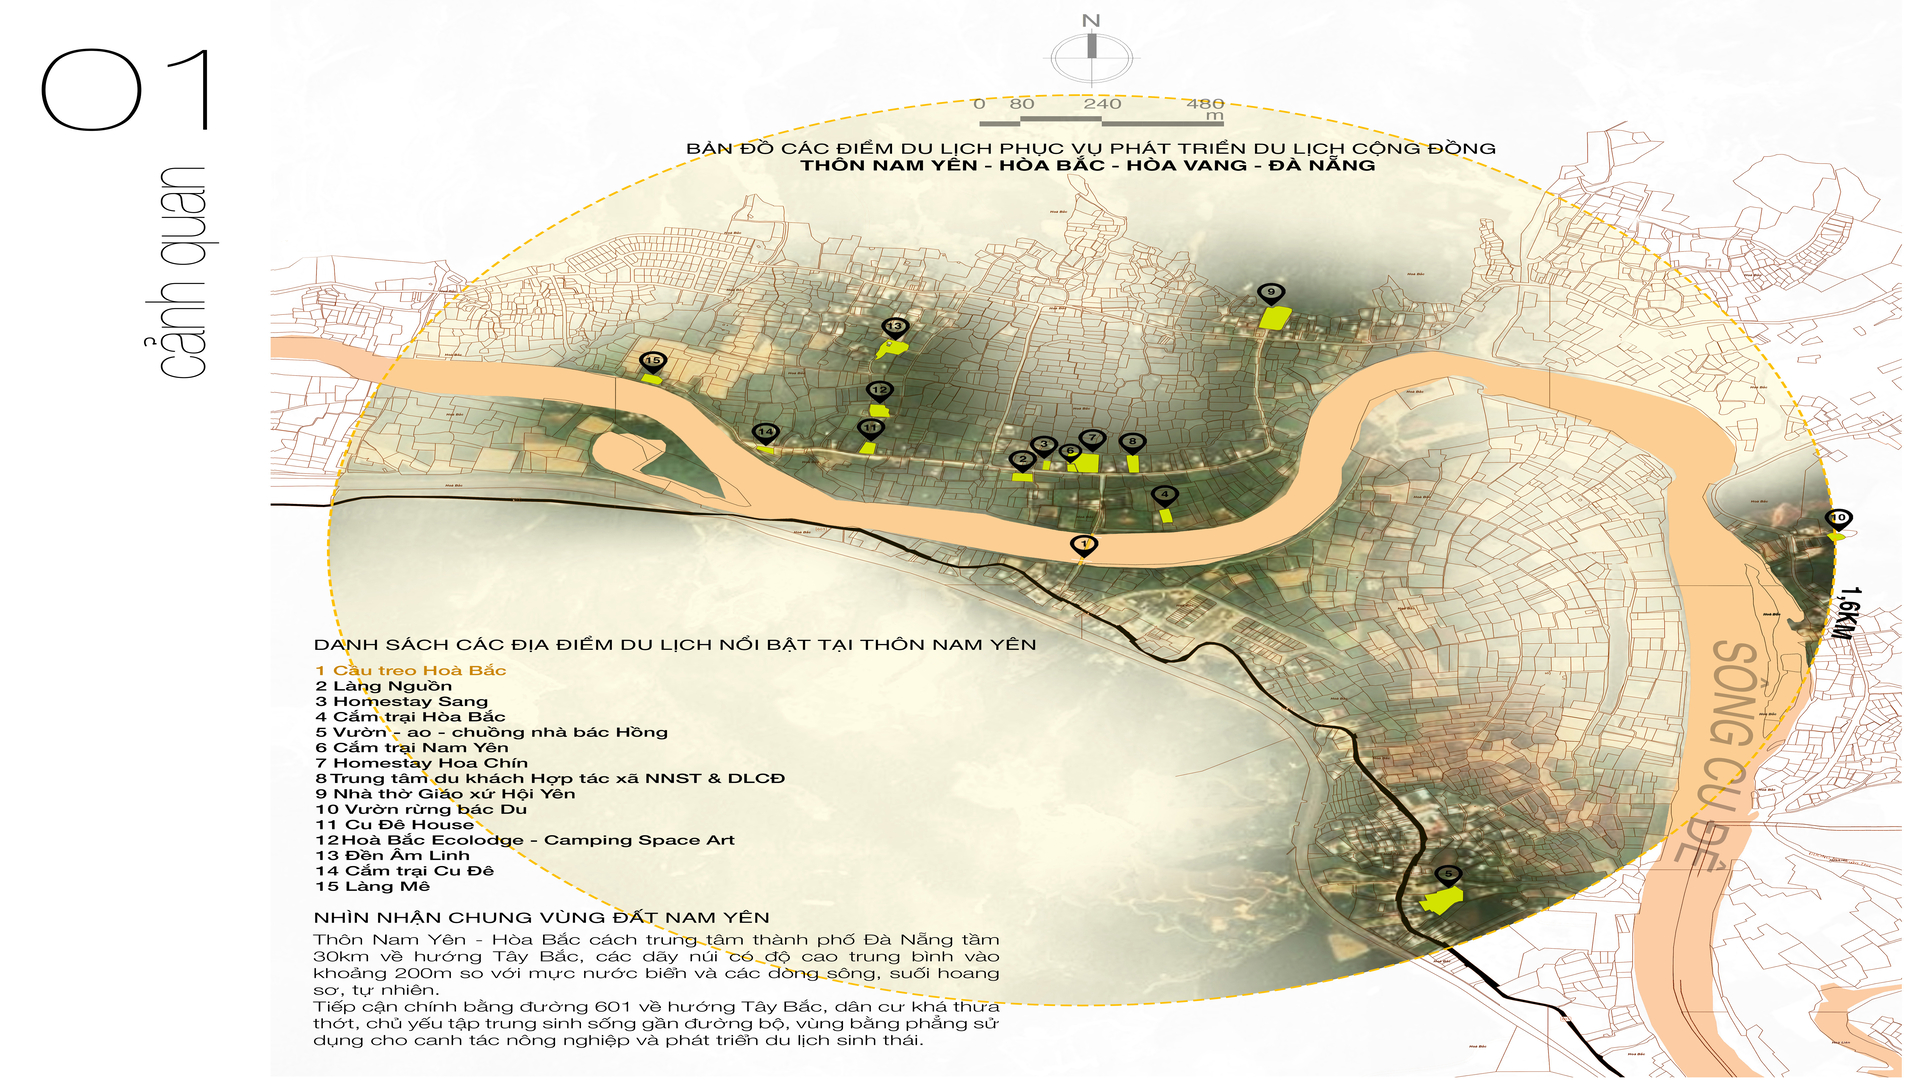 01
cảnh quan
N
0 80 240 480
m
BẢN ĐỒ CÁC ĐIỂM DU LỊCH PHỤC VỤ PHÁT TRIỂN DU LỊCH CỘNG ĐỒNG
THÔN NAM YÊN - HÒA BẮC - HÒA VANG - ĐÀ NẴNG
9
13
15
12
11
14
7
8
3
6
2
4
10
1
1,6KM
SÔNG CU ĐÊ
5
DANH SÁCH CÁC ĐỊA ĐIỂM DU LỊCH NỔI BẬT TẠI THÔN NAM YÊN
1 Cầu treo Hoà Bắc
2 Làng Nguồn
3 Homestay Sang
4 Cắm trại Hòa Bắc
5 Vườn - ao - chuồng nhà bác Hồng
6 Cắm trại Nam Yên
7 Homestay Hoa Chín
8 Trung tâm du khách Hợp tác xã NNST & DLCĐ
9 Nhà thờ Giáo xứ Hội Yên
10 Vườn rừng bác Du
11 Cu Đê House
12 Hoà Bắc Ecolodge - Camping Space Art
13 Đền Âm Linh
14 Cắm trại Cu Đê
15 Làng Mê
NHÌN NHẬN CHUNG VÙNG ĐẤT NAM YÊN
Thôn Nam Yên - Hòa Bắc cách trung tâm thành phố Đà Nẵng tầm
30km về hướng Tây Bắc, các dãy núi có độ cao trung bình vào
khoảng 200m so với mực nước biển và các dòng sông, suối hoang
sơ, tự nhiên.
Tiếp cận chính bằng đường 601 về hướng Tây Bắc, dân cư khá thưa
thớt, chủ yếu tập trung sinh sống gần đường bộ, vùng bằng phẳng sử
dụng cho canh tác nông nghiệp và phát triển du lịch sinh thái.